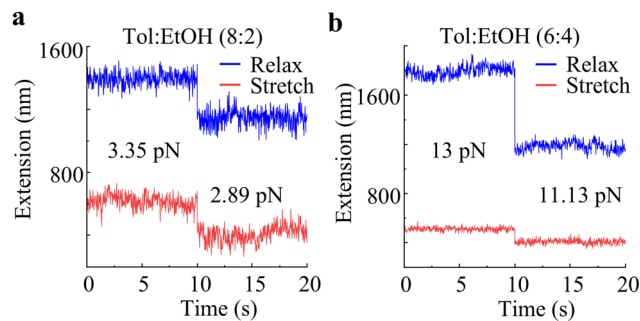 a
Tol:EtOH (8:2)
1600
Relax
Stretch
Extension (nm)
3.35 pN
800
2.89 pN
0 5 10 15 20
Time (s)
b
Tol:EtOH (6:4)
Relax
1600
Stretch
Extension (nm)
13 pN
11.13 pN
800
0 5 10 15 20
Time (s)